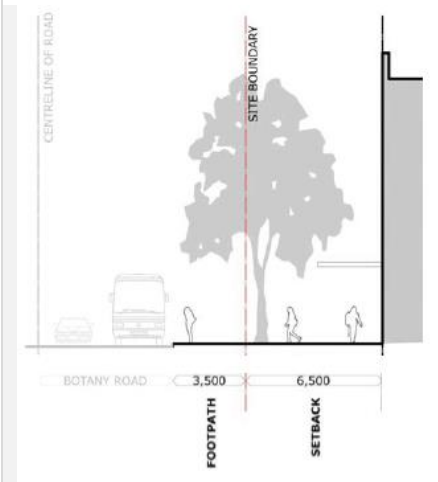 CENTRELINE OF ROAD
SITE BOUNDARY
BOTANY ROAD
3,500
6,500
FOOTPATH
SETBACK